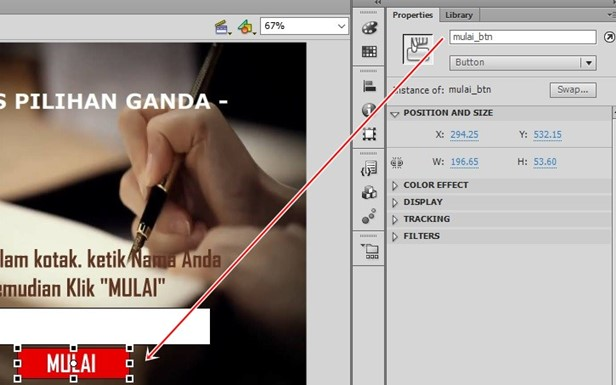 Properties
Library
67%
mulai_btn
Button
Instance of: mulai_btn
Swap...
POSITION AND SIZE
X: 294.25 Y: 532.15
W: 196.65 H: 53.60
COLOR EFFECT
DISPLAY
TRACKING
FILTERS
S PILIHAN GANDA -
lam kotak. ketik Nama Anda
emudian Klik "MULAI"
MULAI